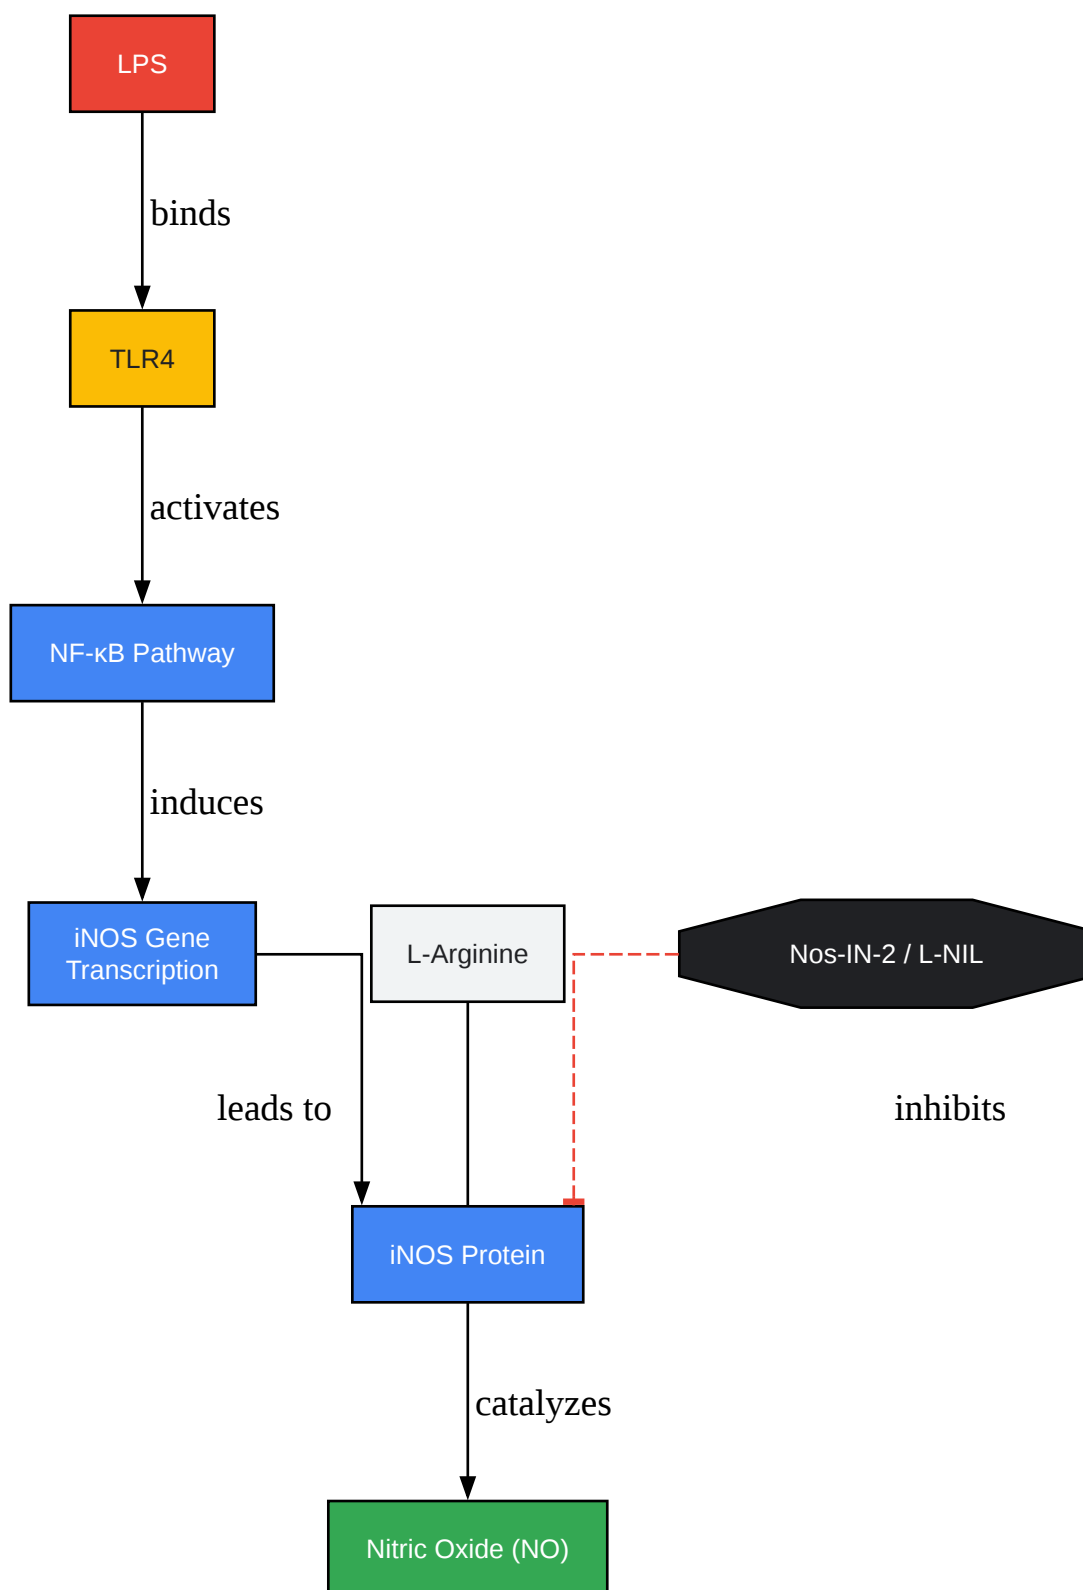 LPS
binds
TLR4
activates
NF-κB Pathway
induces
iNOS Gene
Transcription
L-Arginine
Nos-IN-2 / L-NIL
leads to
inhibits
iNOS Protein
catalyzes
Nitric Oxide (NO)